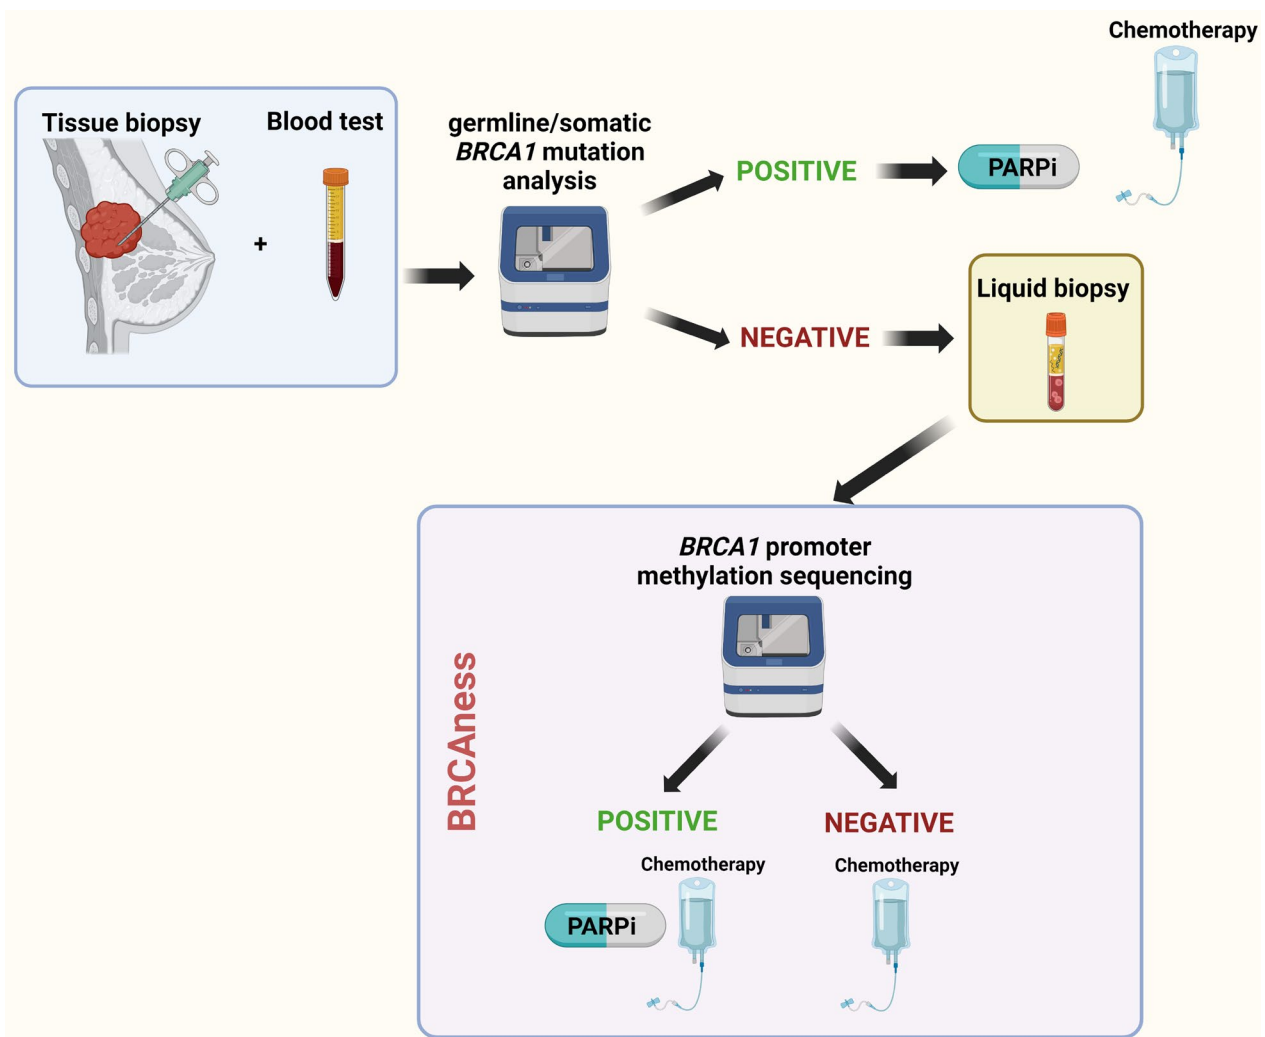 Chemotherapy
Tissue biopsy
Blood test
+
germline/somatic
BRCA1 mutation
analysis
POSITIVE
PARPi
NEGATIVE
Liquid biopsy
BRCA1 promoter
methylation sequencing
BRCAness
POSITIVE
NEGATIVE
Chemotherapy
Chemotherapy
PARPi